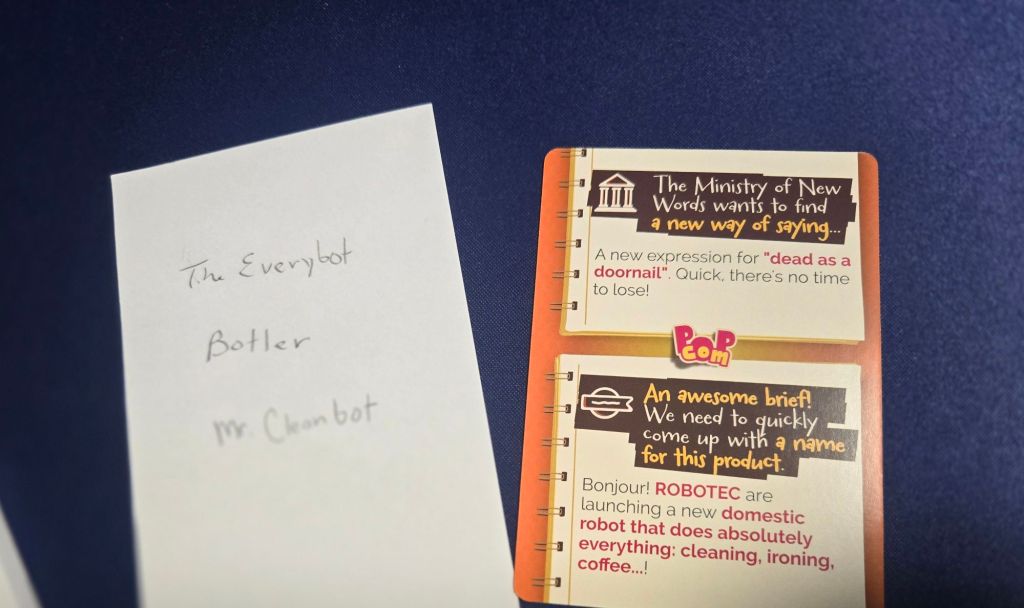 The Everybot
Botler
Mr. Cleanbot
The Ministry of New
Words wants to find
a new way of saying...
A new expression for "dead as a
doornail". Quick, there's no time
to lose!
POP
COM
An awesome brief!
We need to quickly
come up with a name
for this product.
Bonjour! ROBOTEC are
launching a new domestic
robot that does absolutely
everything: cleaning, ironing,
coffee...!